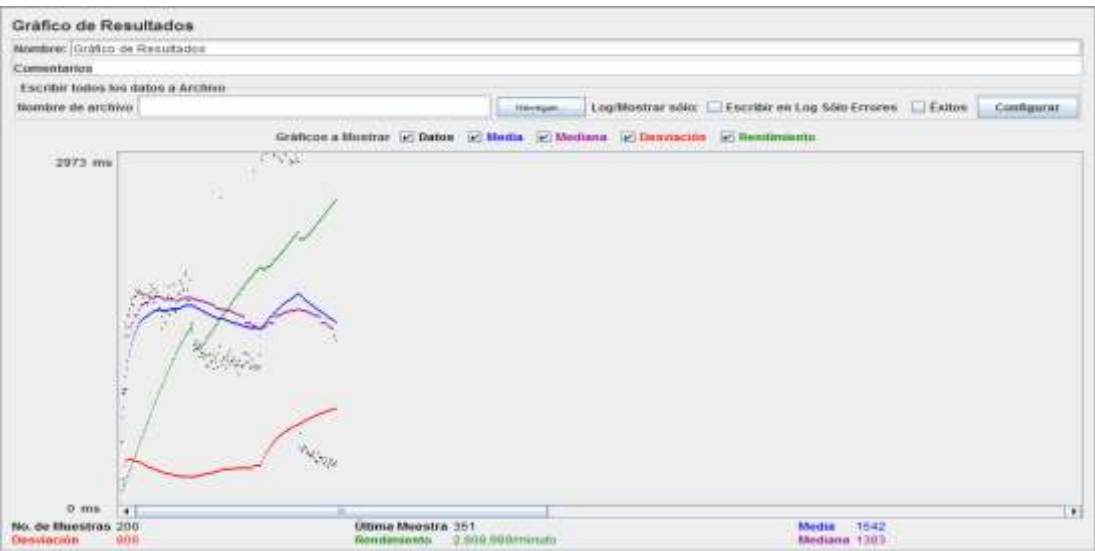 Gráfico de Resultados
Nombre: Gráfico de Resultados
Comentarios
Escribir todos los datos a Archivo
Nombre de archivo Navegar... Log/Mostrar sólo: Escribir en Log Sólo Errores Éxitos Configurar
Gráficos a Mostrar Datos Media Mediana Desviación Rendimiento
2973 ms
0 ms
No. de Muestras 200 Última Muestra 351 Media 1542
Desviación Rendimiento Mediana 1383